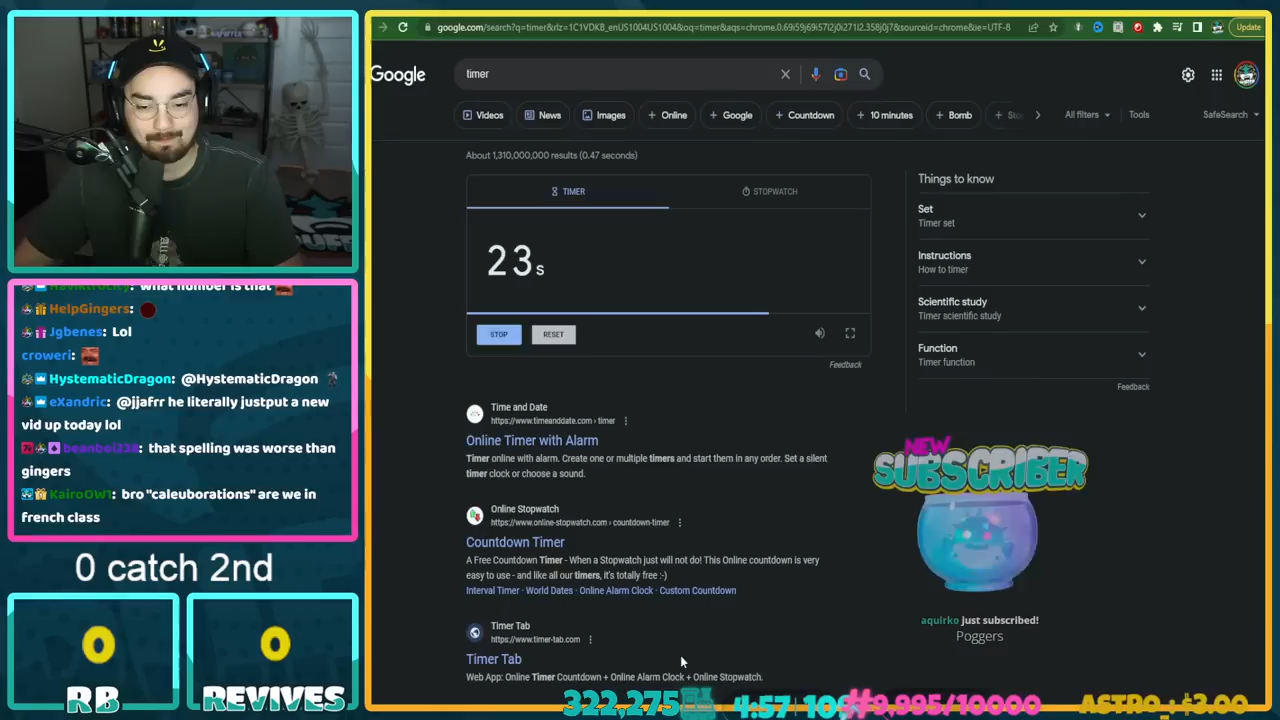 google.com/search?q=timer&rlz=1C1VDKB_enUS1004US1004&oq=timer&aqs=chrome.0.69i59j69i57l2j0i271l2.358j0j7&sourceid=chrome&ie=UTF-8
Update
Google
timer
Videos
News
Images
+ Online
+ Google
+ Countdown
+ 10 minutes
+ Bomb
All filters
Tools
SafeSearch
About 1,310,000,000 results (0.47 seconds)
TIMER
STOPWATCH
23s
STOP
RESET
Feedback
Things to know
Set
Timer set
Instructions
How to timer
Scientific study
Timer scientific study
Function
Timer function
Feedback
Time and Date
https://www.timeanddate.com › timer
Online Timer with Alarm
Timer online with alarm. Create one or multiple timers and start them in any order. Set a silent
timer clock or choose a sound.
Online Stopwatch
https://www.online-stopwatch.com › countdown-timer
Countdown Timer
A Free Countdown Timer - When a Stopwatch just will not do! This Online countdown is very
easy to use - and like all our timers, it's totally free :-)
Interval Timer · World Dates · Online Alarm Clock · Custom Countdown
Timer Tab
https://www.timer-tab.com
Timer Tab
Web App: Online Timer Countdown + Online Alarm Clock + Online Stopwatch.
NEW
SUBSCRIBER
aquirko just subscribed!
Poggers
what number is that
HelpGingers:
Jgbenes: Lol
croweri:
HystematicDragon: @HystematicDragon
eXandric: @jjafrr he literally justput a new
vid up today lol
beanboi238: that spelling was worse than
gingers
KairoOW1: bro "caleuborations" are we in
french class
0 catch 2nd
0
RB
0
REVIVES
322,275
4:57
9,995/10000
ASTRO_: $3.00